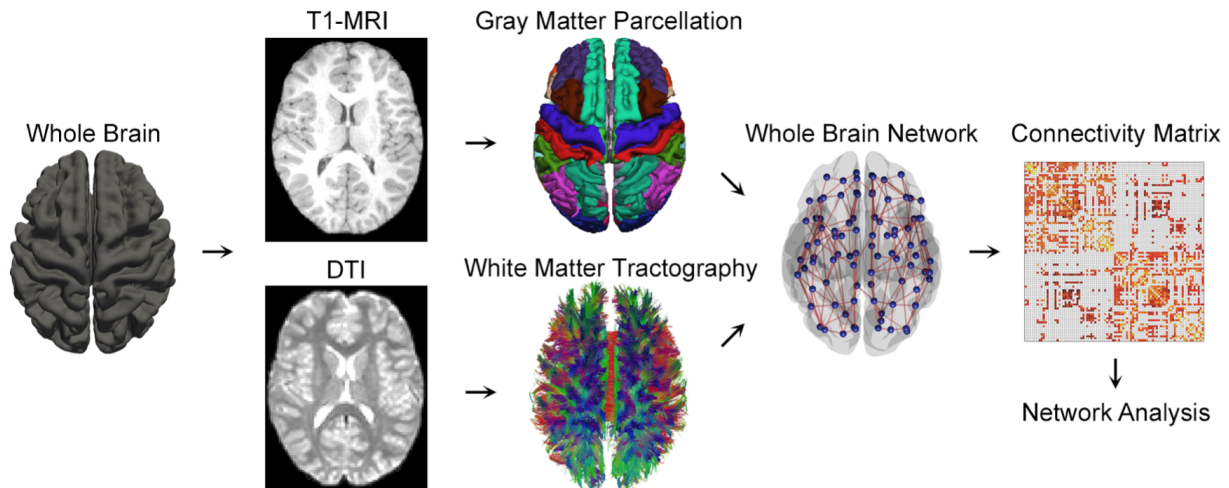 Whole Brain
T1-MRI
DTI
Gray Matter Parcellation
White Matter Tractography
Whole Brain Network
Connectivity Matrix
Network Analysis